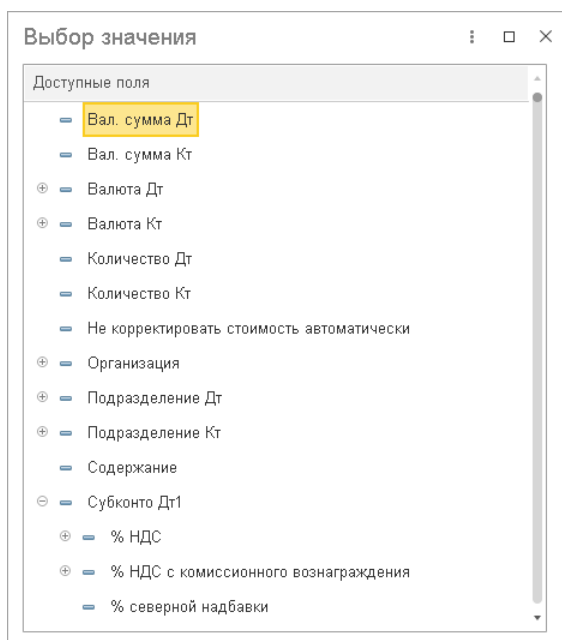 Выбор значения
Доступные поля
Вал. сумма Дт
Вал. сумма Кт
Валюта Дт
Валюта Кт
Количество Дт
Количество Кт
Не корректировать стоимость автоматически
Организация
Подразделение Дт
Подразделение Кт
Содержание
Субконто Дт1
% НДС
% НДС с комиссионного вознаграждения
% северной надбавки